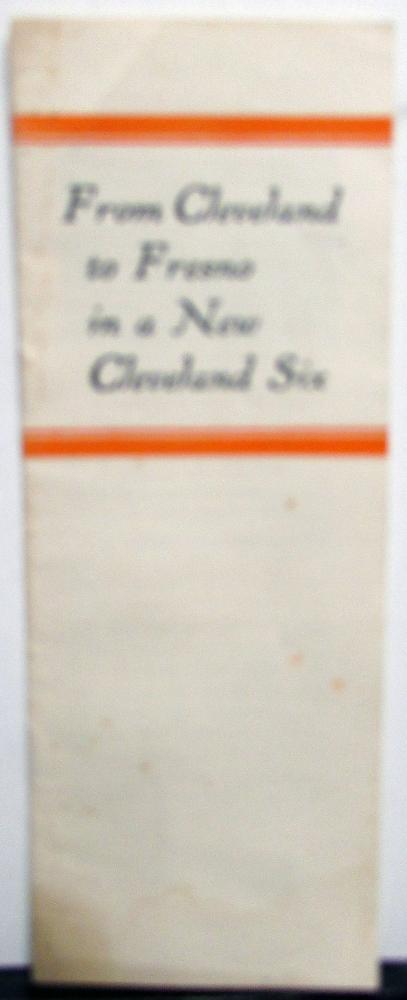 From Cleveland
to Fresno
in a New
Cleveland Six